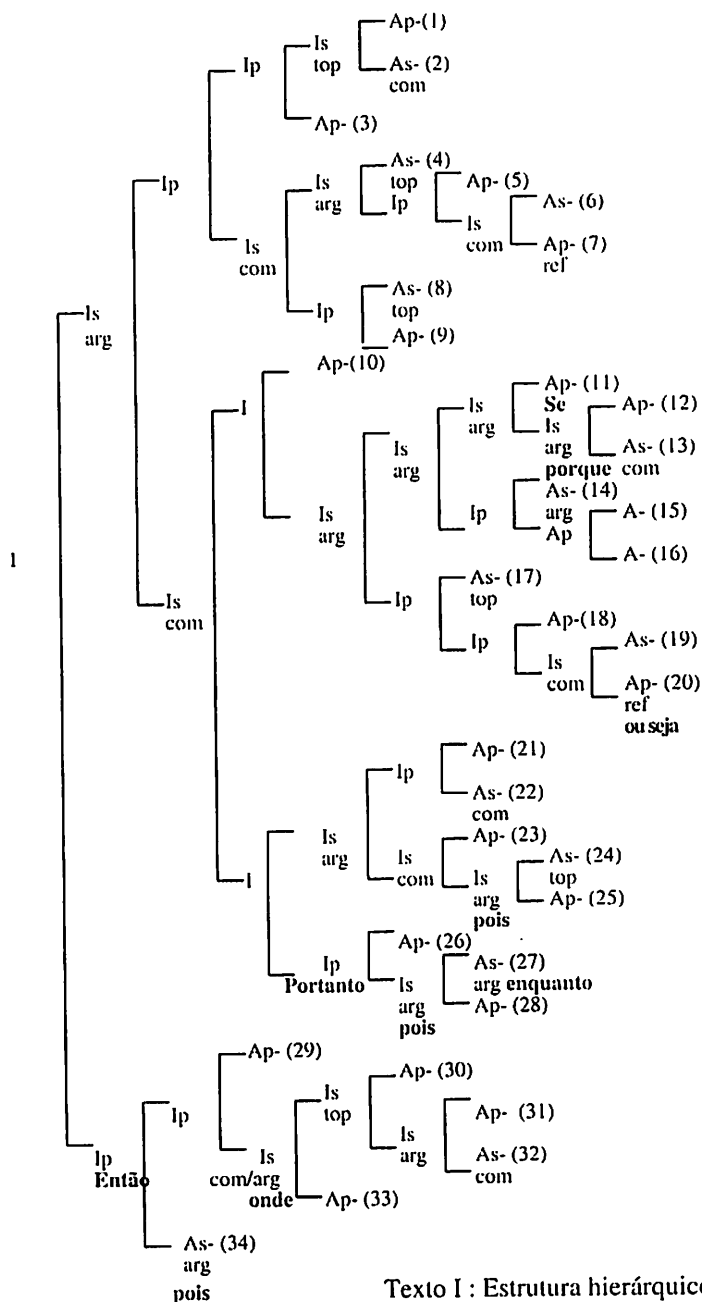 Ap-(1)
Is
top
Ip
As- (2)
com
Ap- (3)
As- (4)
top
Is
arg
Ap- (5)
Ip
As- (6)
Ip
Is
com
Is
com
Ap- (7)
ref
As- (8)
top
Ip
Is
arg
Ap- (9)
Ap-(10)
Ap- (11)
Se
I
Is
arg
Ap- (12)
Is
arg
porque
As- (13)
com
Is
arg
As- (14)
arg
Is
arg
Ip
A- (15)
Ap
A- (16)
1
Is
com
As- (17)
top
Ip
Ap-(18)
Ip
As- (19)
Is
com
Ap- (20)
ref
ou seja
Ap- (21)
Ip
As- (22)
com
Is
arg
Ap- (23)
Is
com
As- (24)
top
I
Is
arg
pois
Ap- (25)
Ap- (26)
Ip
Portanto
As- (27)
arg enquanto
Is
arg
pois
Ap- (28)
Ap- (29)
Ap- (30)
Is
top
Ip
Ap- (31)
Is
arg
Ip
Então
Is
com/arg
onde
As- (32)
com
Ap- (33)
As- (34)
arg
pois
Texto I : Estrutura hierárquico